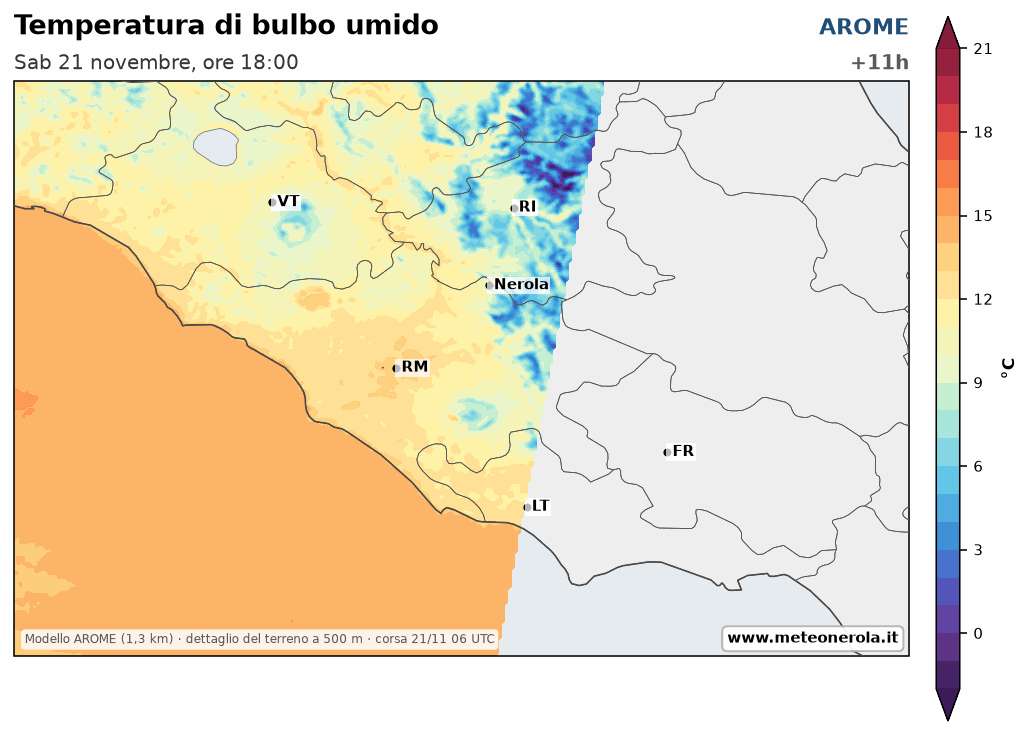 Temperatura di bulbo umido
AROME
Sab 21 novembre, ore 18:00
+11h
VT
RI
Nerola
RM
FR
LT
Modello AROME (1,3 km) · dettaglio del terreno a 500 m · corsa 21/11 06 UTC
www.meteonerola.it
21
18
15
12
9
6
3
0
°C